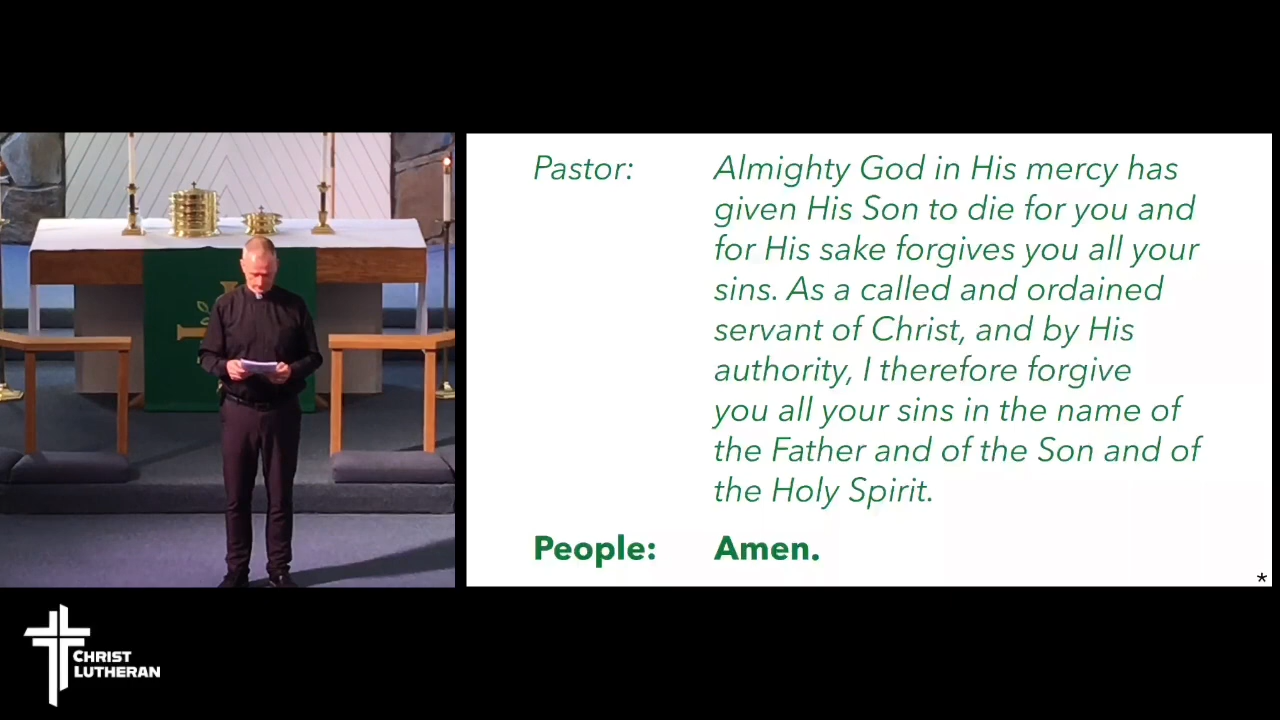 Pastor: Almighty God in His mercy has
given His Son to die for you and
for His sake forgives you all your
sins. As a called and ordained
servant of Christ, and by His
authority, I therefore forgive
you all your sins in the name of
the Father and of the Son and of
the Holy Spirit.
People: Amen.
*
CHRIST
LUTHERAN